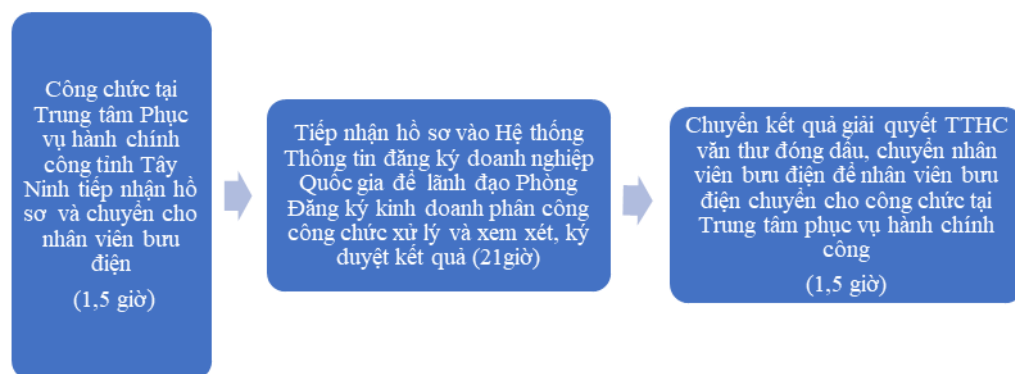 Công chức tại
Trung tâm Phục
vụ hành chính
công tỉnh Tây
Ninh tiếp nhận hồ
sơ và chuyển cho
nhân viên bưu
điện
(1,5 giờ)
Tiếp nhận hồ sơ vào Hệ thống
Thông tin đăng ký doanh nghiệp
Quốc gia để lãnh đạo Phòng
Đăng ký kinh doanh phân công
công chức xử lý và xem xét, ký
duyệt kết quả (21giờ)
Chuyển kết quả giải quyết TTHC
văn thư đóng dấu, chuyển nhân
viên bưu điện để nhân viên bưu
điện chuyển cho công chức tại
Trung tâm phục vụ hành chính
công
(1,5 giờ)